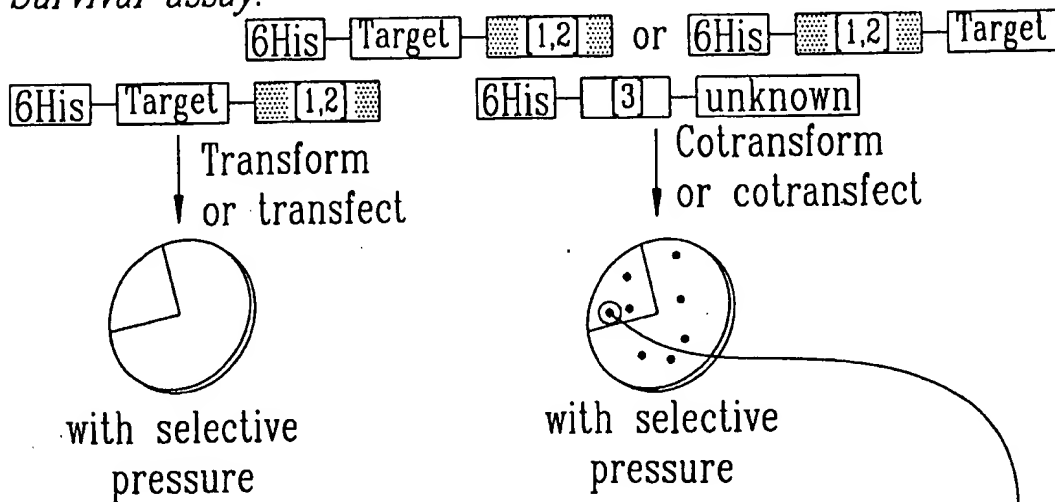 Survival assay:
6His Target [1,2] or 6His [1,2] Target
6His Target [1,2] 6His [3] unknown
Transform
or transfect
Cotransform
or cotransfect
with selective
pressure
with selective
pressure